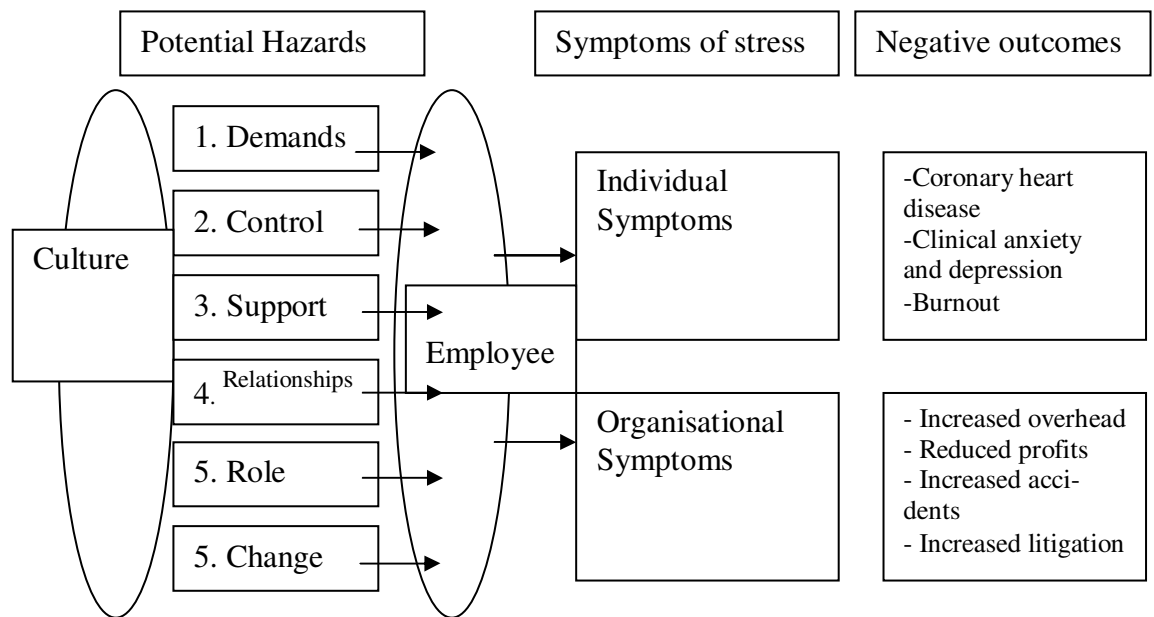 Potential Hazards
Symptoms of stress
Negative outcomes
Culture
1. Demands
2. Control
3. Support
4. Relationships
5. Role
5. Change
Employee
Individual
Symptoms
Organisational
Symptoms
-Coronary heart
disease
-Clinical anxiety
and depression
-Burnout
- Increased overhead
- Reduced profits
- Increased acci-
dents
- Increased litigation